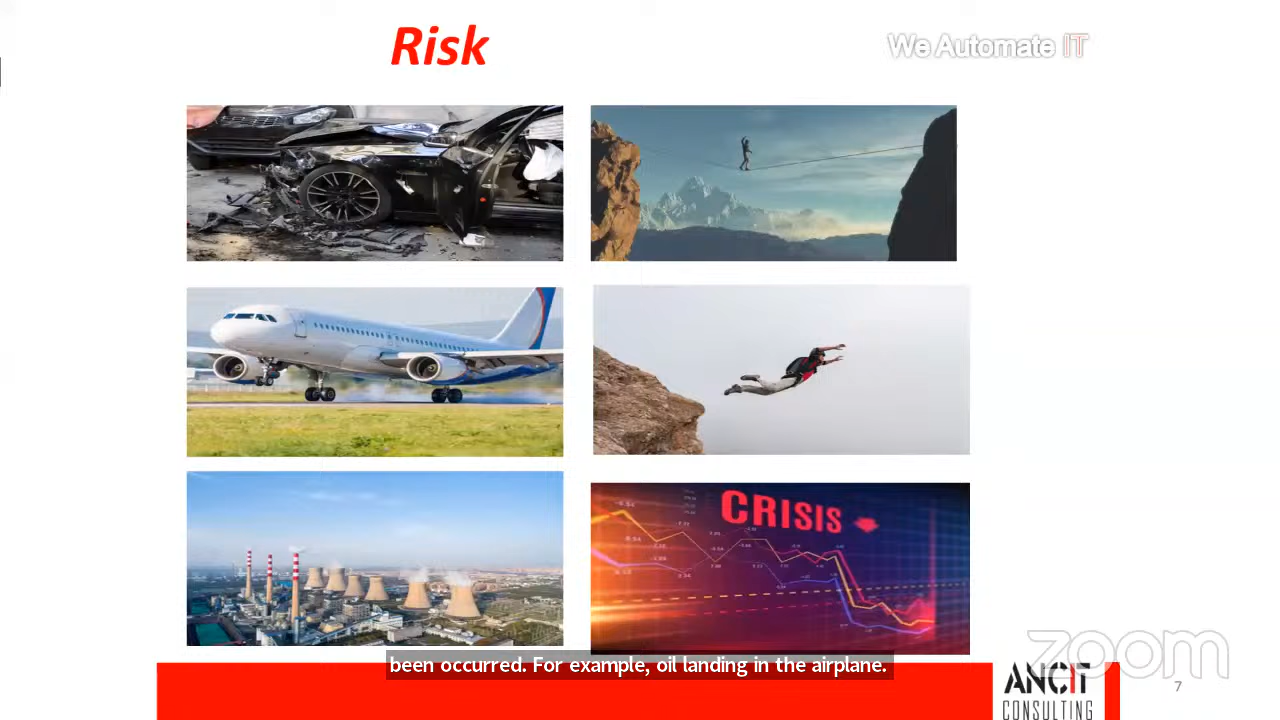 Risk
We Automate IT
CRISIS
been occurred. For example, oil landing in the airplane.
zoom
ANCIT
CONSULTING
7